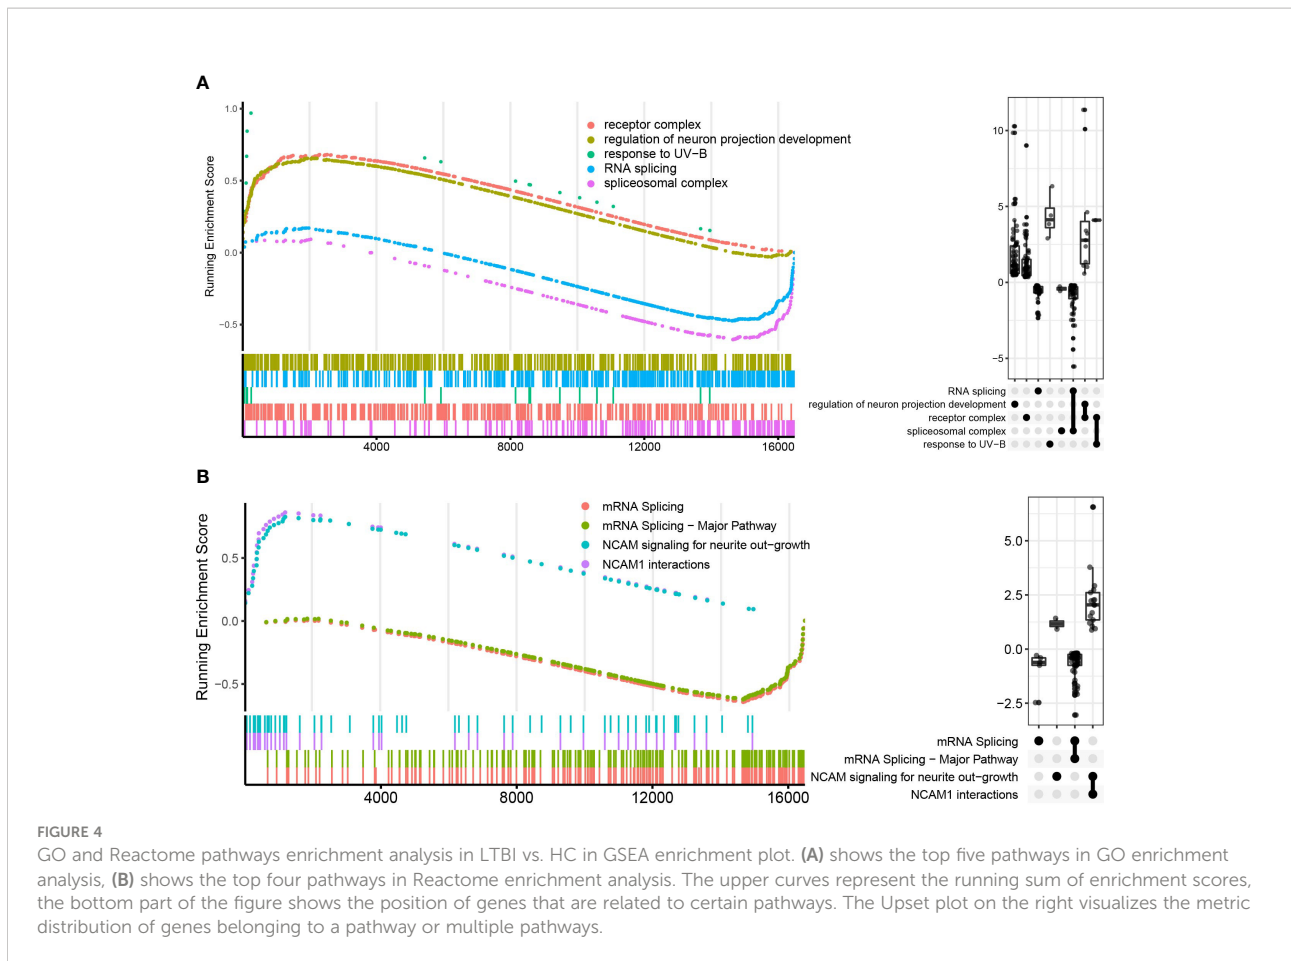 A
1.0
0.5
0.0
−0.5
Running Enrichment Score
receptor complex
regulation of neuron projection development
response to UV−B
RNA splicing
spliceosomal complex
4000
8000
12000
16000
10
5
0
−5
RNA splicing
regulation of neuron projection development
receptor complex
spliceosomal complex
response to UV−B
B
0.5
0.0
−0.5
Running Enrichment Score
mRNA Splicing
mRNA Splicing − Major Pathway
NCAM signaling for neurite out−growth
NCAM1 interactions
4000
8000
12000
16000
5.0
2.5
0.0
−2.5
mRNA Splicing
mRNA Splicing − Major Pathway
NCAM signaling for neurite out−growth
NCAM1 interactions
FIGURE 4
GO and Reactome pathways enrichment analysis in LTBI vs. HC in GSEA enrichment plot. (A) shows the top five pathways in GO enrichment
analysis, (B) shows the top four pathways in Reactome enrichment analysis. The upper curves represent the running sum of enrichment scores,
the bottom part of the figure shows the position of genes that are related to certain pathways. The Upset plot on the right visualizes the metric
distribution of genes belonging to a pathway or multiple pathways.